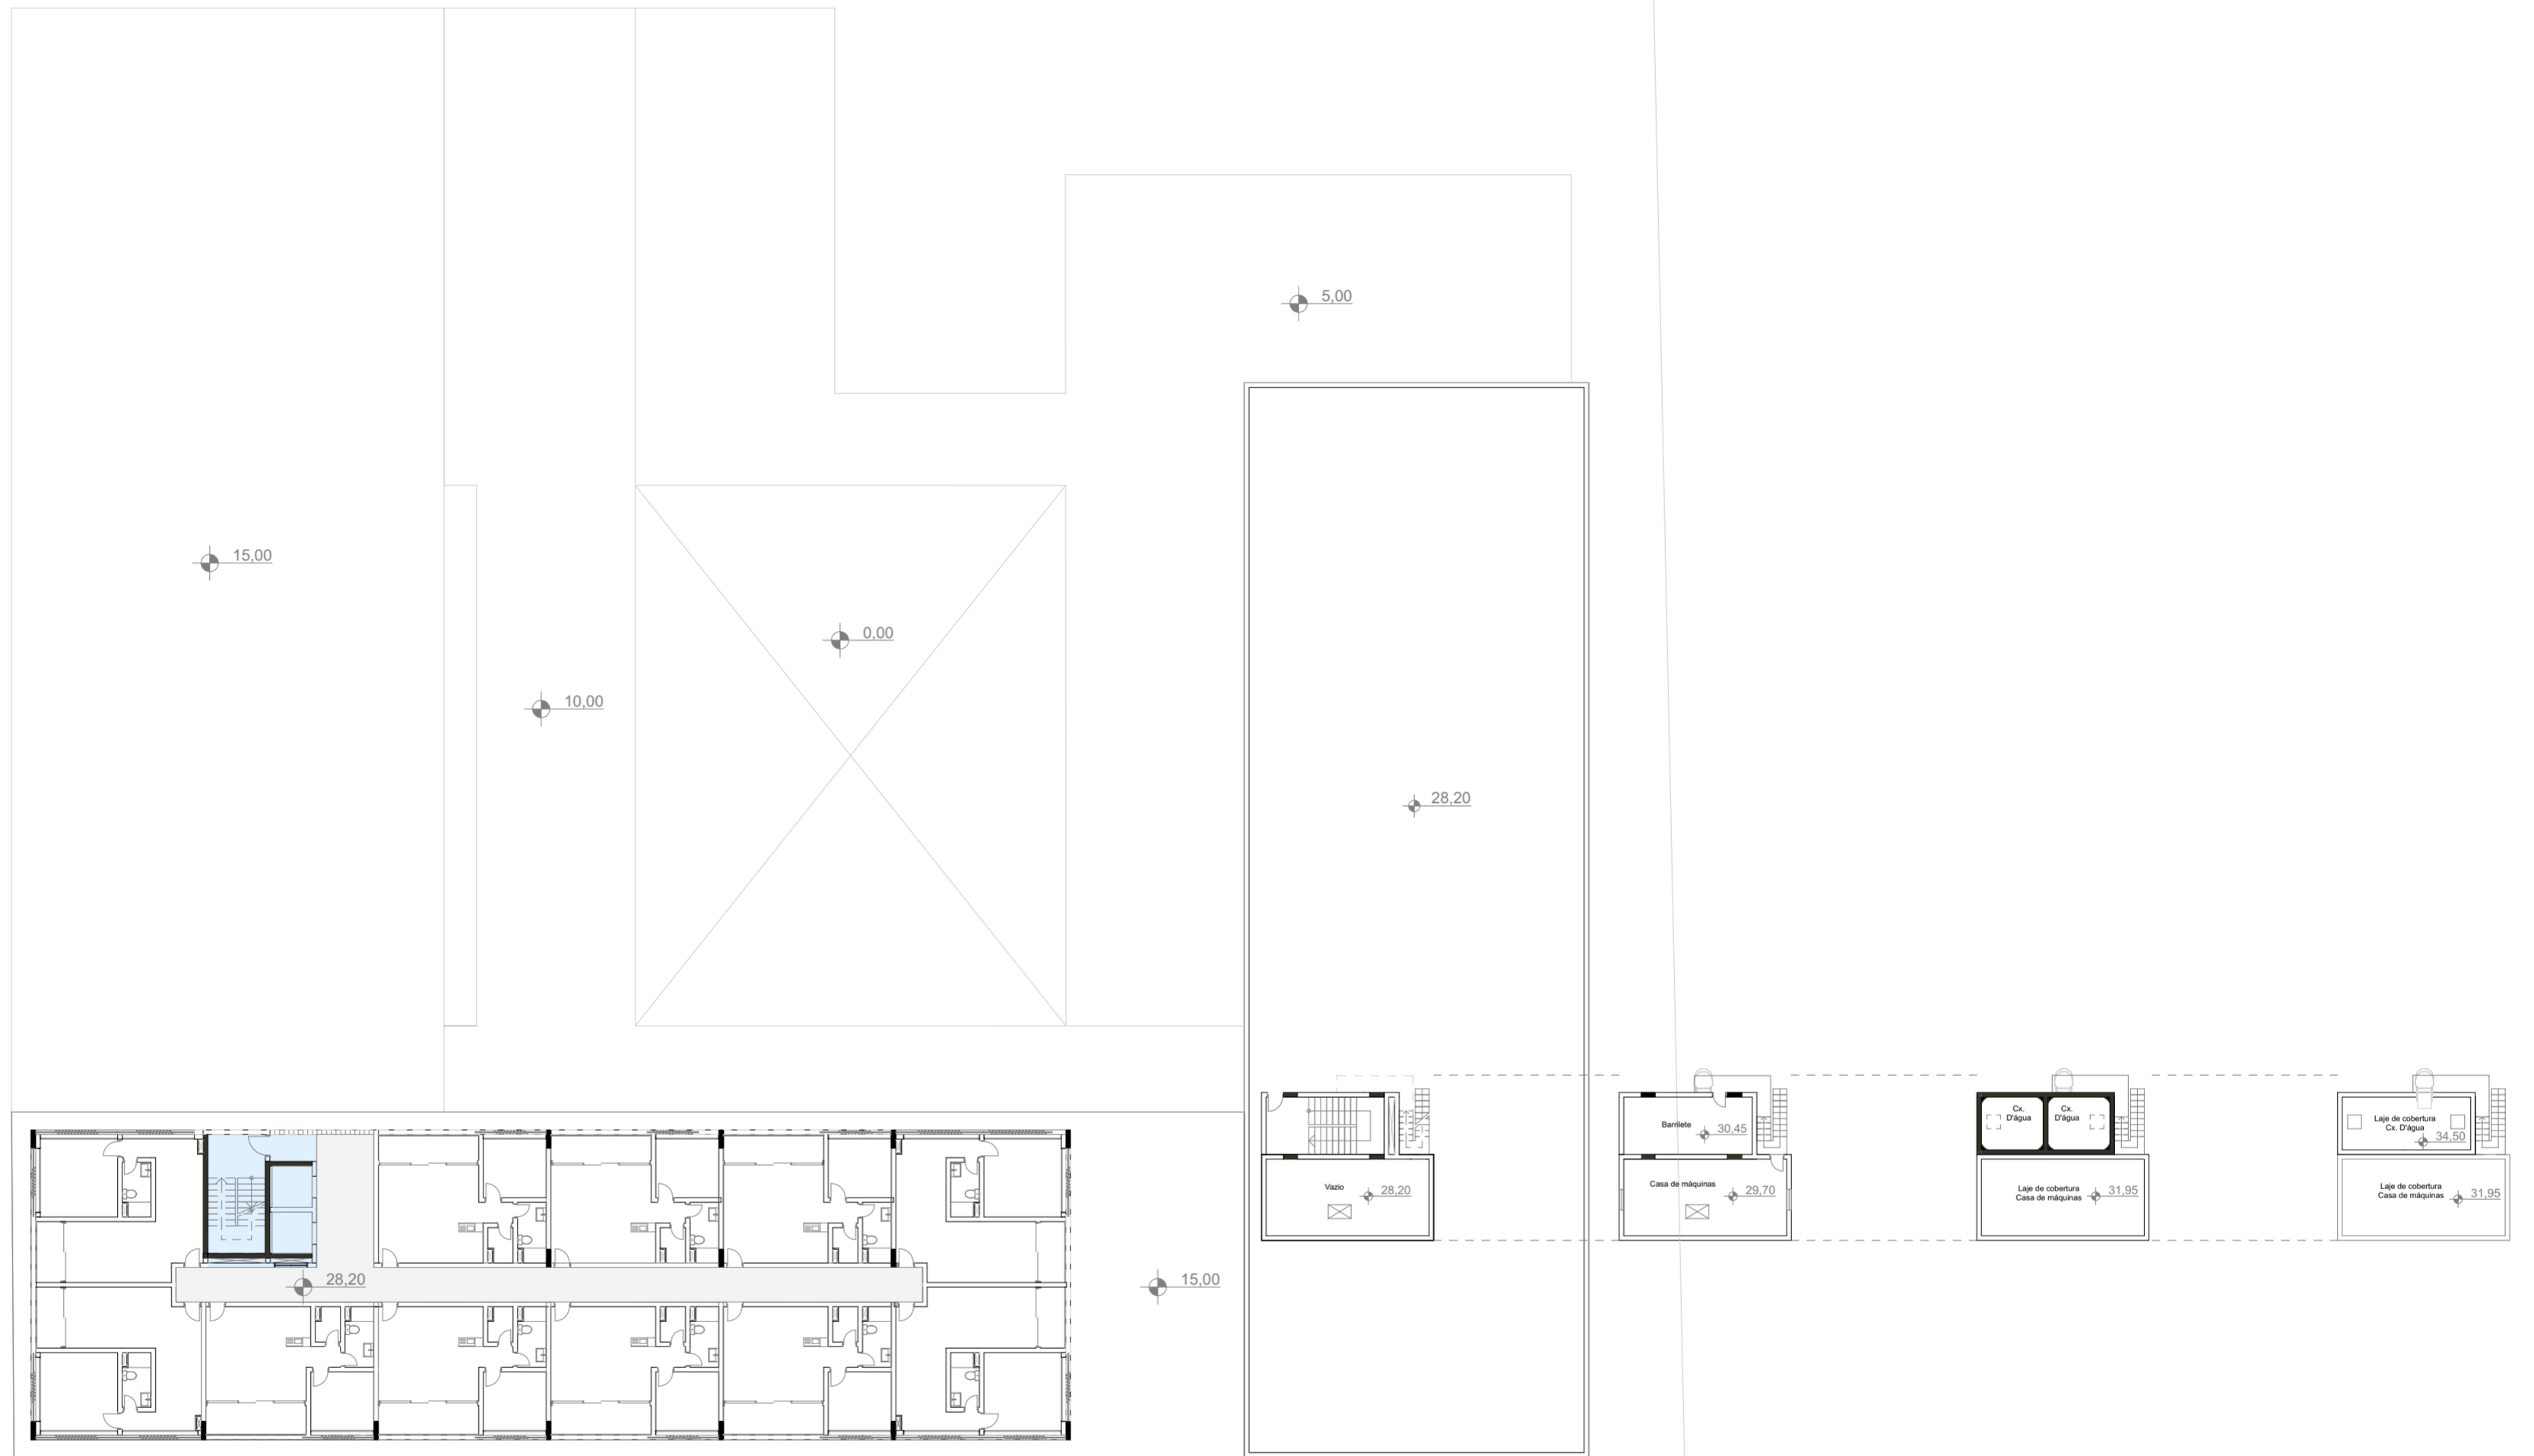 5,00
15,00
0,00
10,00
28,20
28,20
15,00
Vazio
28,20
Barrilete
30,45
Casa de máquinas
29,70
Cx.
D'água
Cx.
D'água
Laje de cobertura
Casa de máquinas
31,95
Laje de cobertura
Cx. D'água
34,50
Laje de cobertura
Casa de máquinas
31,95